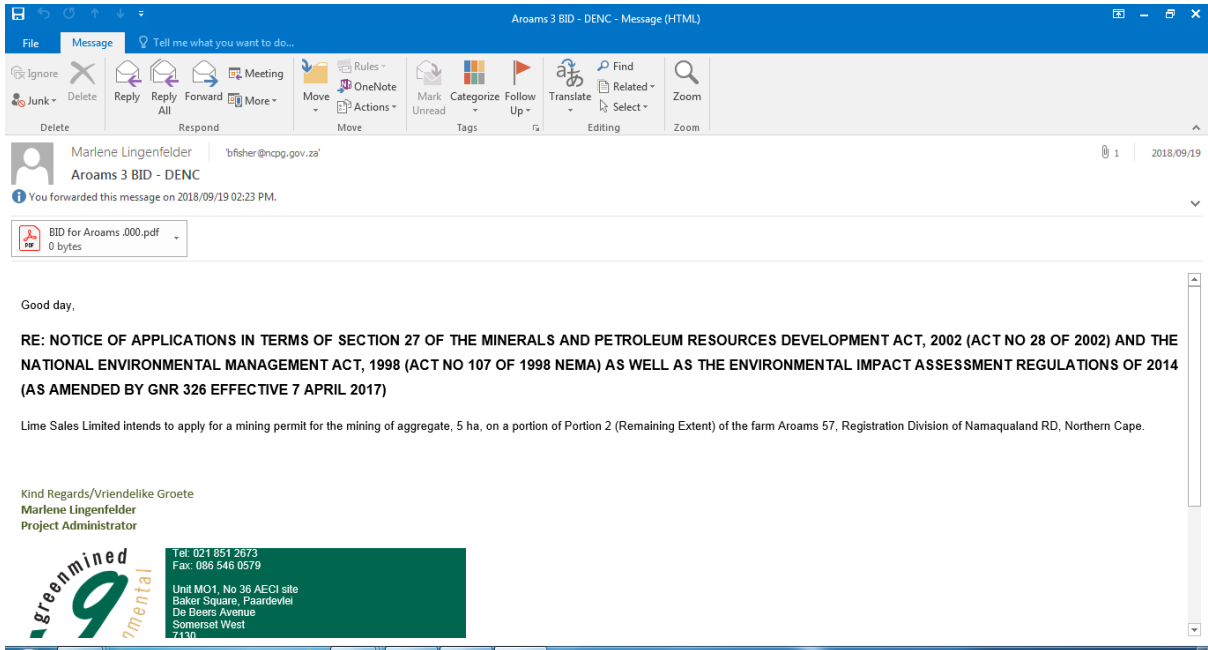 Aroams 3 BID - DENC - Message (HTML)
File Message Tell me what you want to do...
Ignore
Junk
Delete
Reply
Reply All
Forward
Meeting
More
Move
Rules
OneNote
Actions
Mark Unread
Categorize
Follow Up
Translate
Find
Related
Select
Zoom
Delete Respond Move Tags Editing Zoom
Marlene Lingenfelder 'bfisher@ncpg.gov.za' 1 2018/09/19
Aroams 3 BID - DENC
You forwarded this message on 2018/09/19 02:23 PM.
BID for Aroams .000.pdf
0 bytes
PDF
Good day,
RE: NOTICE OF APPLICATIONS IN TERMS OF SECTION 27 OF THE MINERALS AND PETROLEUM RESOURCES DEVELOPMENT ACT, 2002 (ACT NO 28 OF 2002) AND THE
NATIONAL ENVIRONMENTAL MANAGEMENT ACT, 1998 (ACT NO 107 OF 1998 NEMA) AS WELL AS THE ENVIRONMENTAL IMPACT ASSESSMENT REGULATIONS OF 2014
(AS AMENDED BY GNR 326 EFFECTIVE 7 APRIL 2017)
Lime Sales Limited intends to apply for a mining permit for the mining of aggregate, 5 ha, on a portion of Portion 2 (Remaining Extent) of the farm Aroams 57, Registration Division of Namaqualand RD, Northern Cape.
Kind Regards/Vriendelike Groete
Marlene Lingenfelder
Project Administrator
greenmined
nmental
Tel: 021 851 2673
Fax: 086 546 0579
Unit MO1, No 36 AECI site
Baker Square, Paardevlei
De Beers Avenue
Somerset West
7130